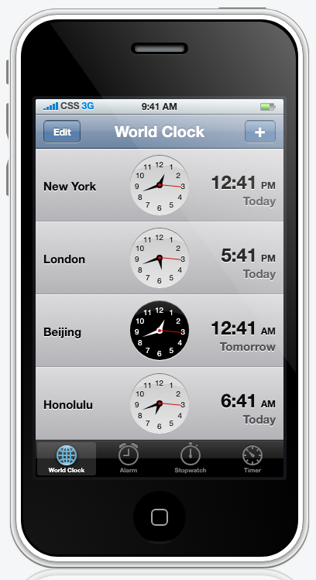 CSS 3G 9:41 AM
Edit World Clock +
New York 12:41 PM
Today
London 5:41 PM
Today
Beijing 12:41 AM
Tomorrow
Honolulu 6:41 AM
Today
World Clock Alarm Stopwatch Timer